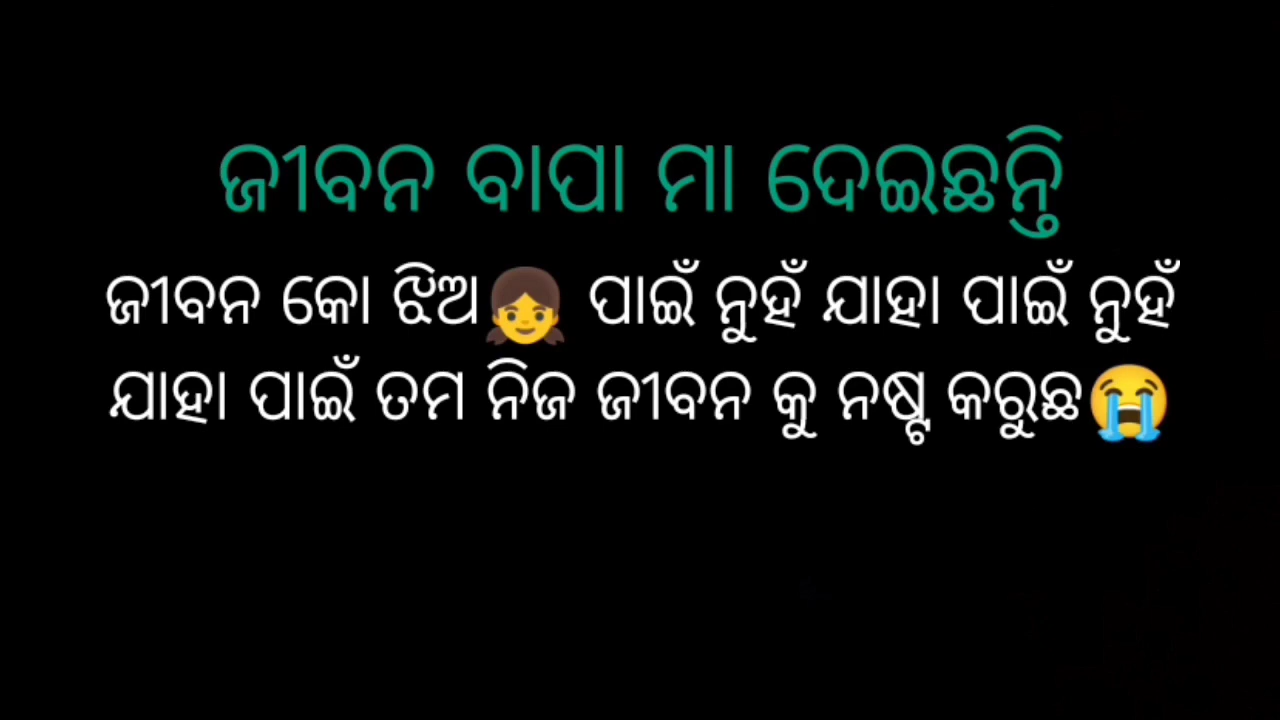 ଜୀବନ ବାପା ମା ଦେଇଛନ୍ତି
ଜୀବନ କୋ ଝିଅ👧 ପାଇଁ ନୁହଁ ଯାହା ପାଇଁ ନୁହଁ
ଯାହା ପାଇଁ ତମ ନିଜ ଜୀବନ କୁ ନଷ୍ଟ କରୁଛ😭